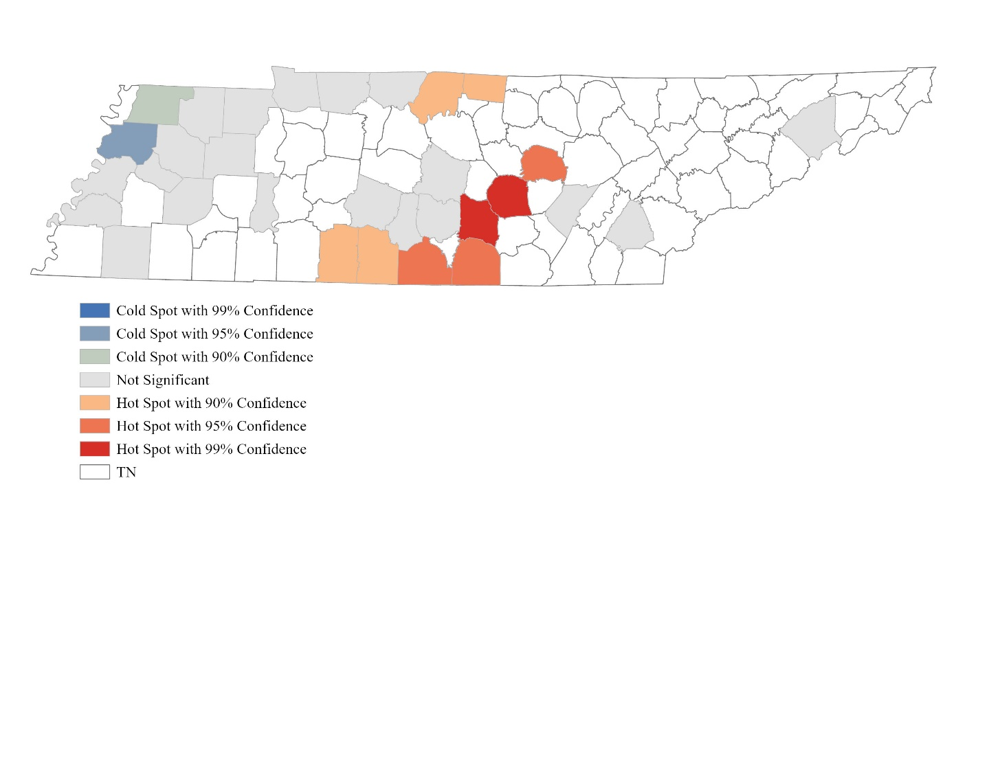 Cold Spot with 99% Confidence
Cold Spot with 95% Confidence
Cold Spot with 90% Confidence
Not Significant
Hot Spot with 90% Confidence
Hot Spot with 95% Confidence
Hot Spot with 99% Confidence
TN